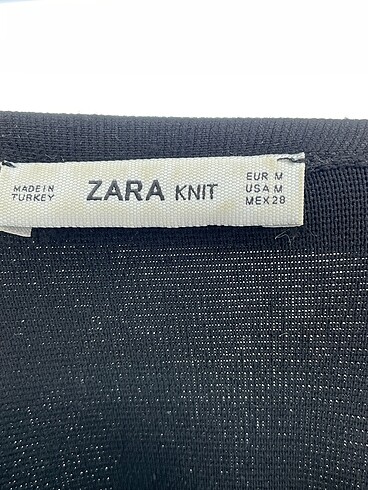 MADE IN
TURKEY
ZARA KNIT
EUR M
USA M
MEX 28